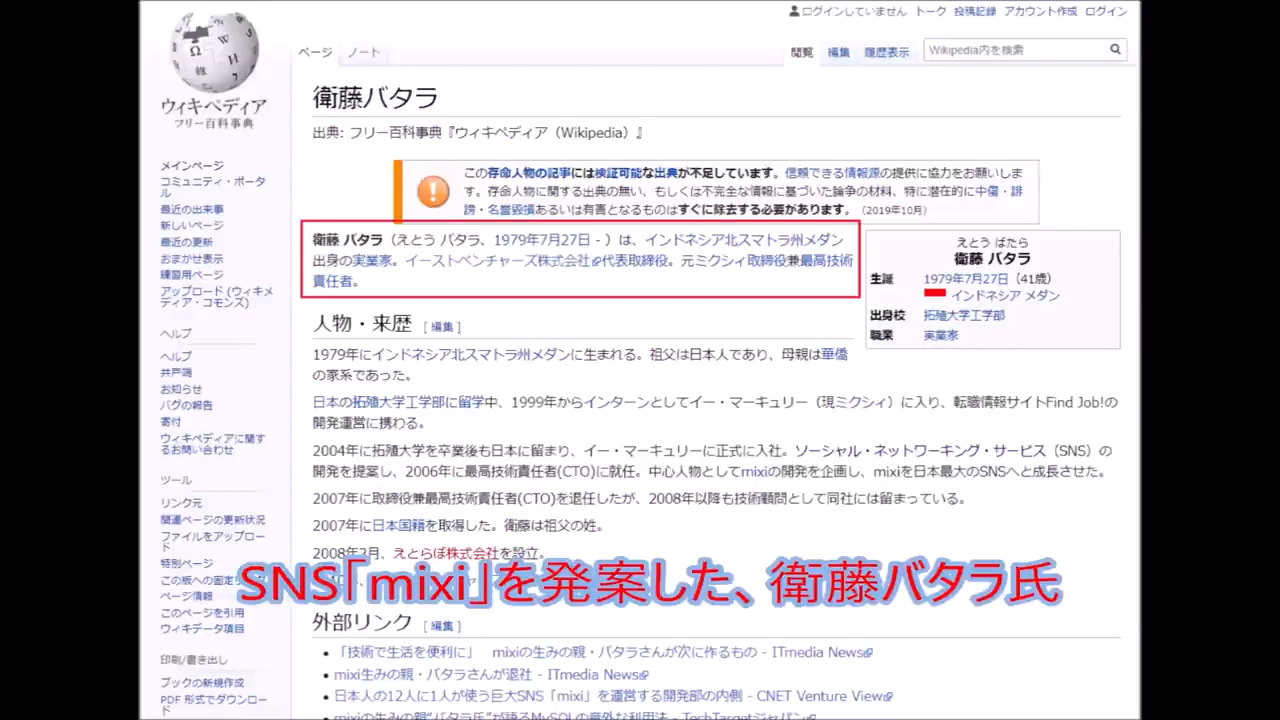 ログインしていません トーク 投稿記録 アカウント作成 ログイン
ページ ノート 閲覧 編集 履歴表示 Wikipedia内を検索
ウィキペディア
フリー百科事典
メインページ
コミュニティ・ポータ
ル
最近の出来事
新しいページ
最近の更新
おまかせ表示
練習用ページ
アップロード (ウィキメ
ディア・コモンズ)
ヘルプ
ヘルプ
井戸端
お知らせ
バグの報告
寄付
ウィキペディアに関す
るお問い合わせ
ツール
リンク元
関連ページの更新状況
ファイルをアップロー
ド
特別ページ
この版への固定
ページ情報
このページを引用
ウィキデータ項目
印刷/書き出し
ブックの新規作成
PDF 形式でダウンロー
ド
衛藤バタラ
出典: フリー百科事典『ウィキペディア（Wikipedia）』
この存命人物の記事には検証可能な出典が不足しています。信頼できる情報源の提供に協力をお願いしま
す。存命人物に関する出典の無い、もしくは不完全な情報に基づいた論争の材料、特に潜在的に中傷・誹
謗・名誉毀損あるいは有害となるものはすぐに除去する必要があります。（2019年10月）
衛藤 バタラ（えとう バタラ、1979年7月27日 - ）は、インドネシア北スマトラ州メダン
出身の実業家。イーストベンチャーズ株式会社代表取締役。元ミクシィ取締役兼最高技術
責任者。
えとう ばたら
衛藤 バタラ
生誕 1979年7月27日（41歳）
インドネシア メダン
出身校 拓殖大学工学部
職業 実業家
人物・来歴 [ 編集 ]
1979年にインドネシア北スマトラ州メダンに生まれる。祖父は日本人であり、母親は華僑
の家系であった。
日本の拓殖大学工学部に留学中、1999年からインターンとしてイー・マーキュリー（現ミクシィ）に入り、転職情報サイトFind Job!の
開発運営に携わる。
2004年に拓殖大学を卒業後も日本に留まり、イー・マーキュリーに正式に入社。ソーシャル・ネットワーキング・サービス（SNS）の
開発を提案し、2006年に最高技術責任者(CTO)に就任。中心人物としてmixiの開発を企画し、mixiを日本最大のSNSへと成長させた。
2007年に取締役兼最高技術責任者(CTO)を退任したが、2008年以降も技術顧問として同社には留まっている。
2007年に日本国籍を取得した。衛藤は祖父の姓。
2008年2月、えとらぼ株式会社を設立。
SNS「mixi」を発案した、衛藤バタラ氏
外部リンク [ 編集 ]
「技術で生活を便利に」 mixiの生みの親・バタラさんが次に作るもの - ITmedia News
mixi生みの親・バタラさんが退社 - ITmedia News
日本人の12人に1人が使う巨大SNS「mixi」を運営する開発部の内側 - CNET Venture View
mixiの生みの親“バタラ氏”が語るMySQLの意外な利用法 - TechTargetジャパン